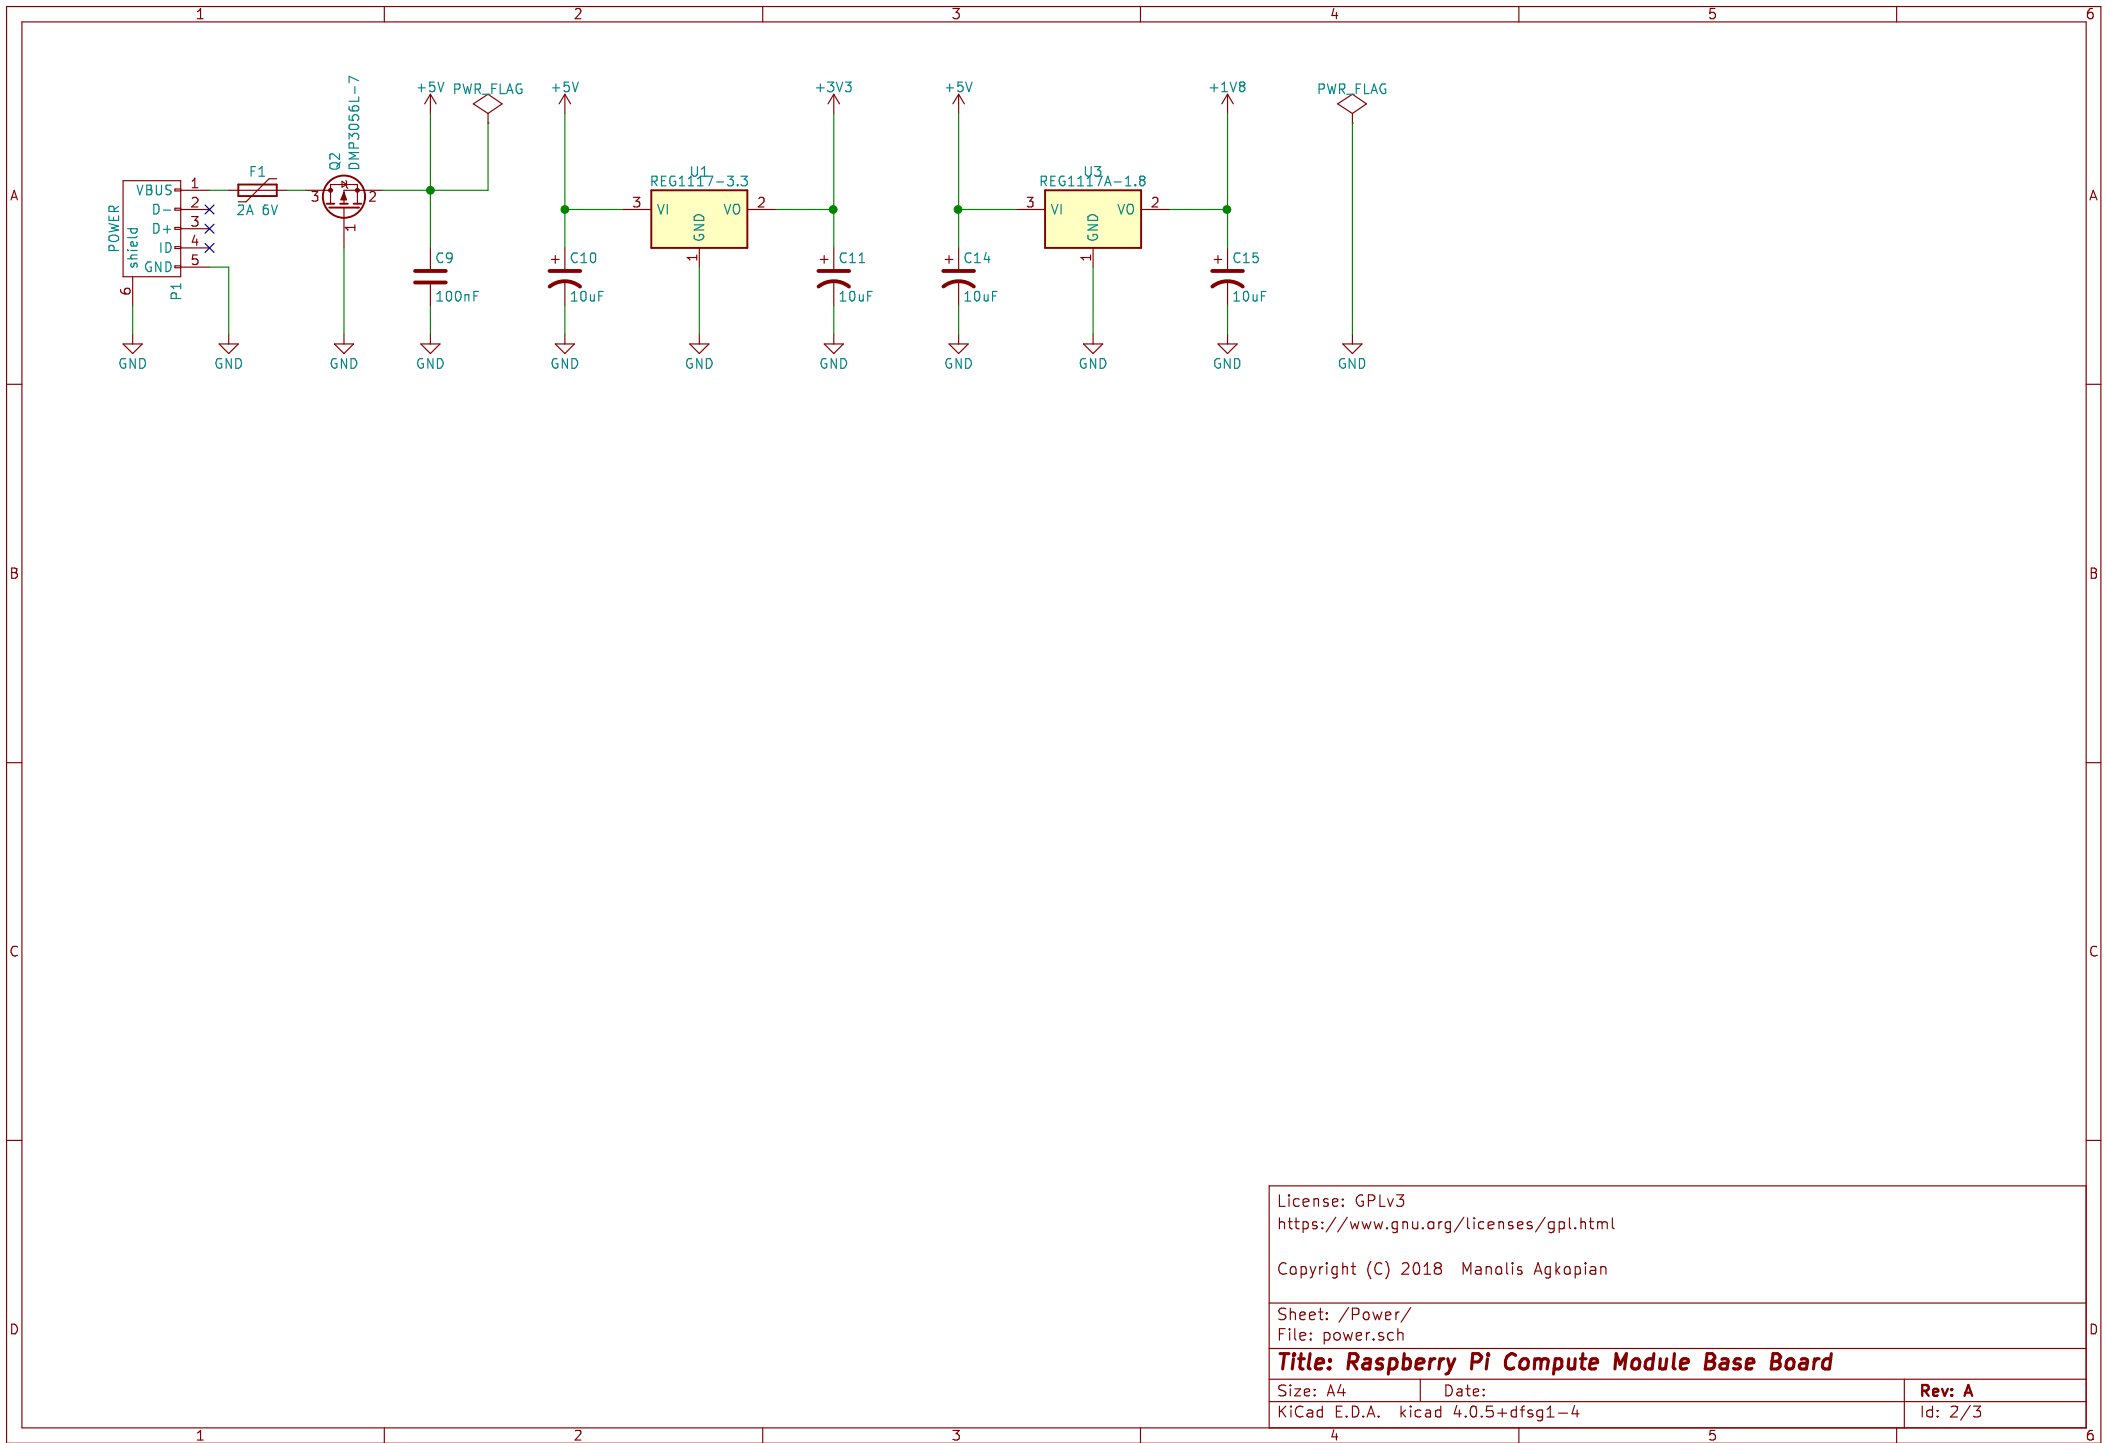 1 2 3 4 5 6
A
B
C
D
A
B
C
D
1 2 3 4 5 6
POWER
P1
shield
VBUS 1
D- 2
D+ 3
ID 4
GND 5
6
GND
GND
F1
2A 6V
Q2
DMP3056L-7
3 2
1
GND
+5V
PWR_FLAG
C9
100nF
GND
+5V
+ C10
10uF
GND
U1
REG1117-3.3
3 VI VO 2
GND
1
GND
+3V3
+ C11
10uF
GND
+5V
+ C14
10uF
GND
U3
REG1117A-1.8
3 VI VO 2
GND
1
GND
+1V8
+ C15
10uF
GND
PWR_FLAG
GND
License: GPLv3
https://www.gnu.org/licenses/gpl.html
Copyright (C) 2018 Manolis Agkopian
Sheet: /Power/
File: power.sch
Title: Raspberry Pi Compute Module Base Board
Size: A4 Date: Rev: A
KiCad E.D.A. kicad 4.0.5+dfsg1-4 Id: 2/3